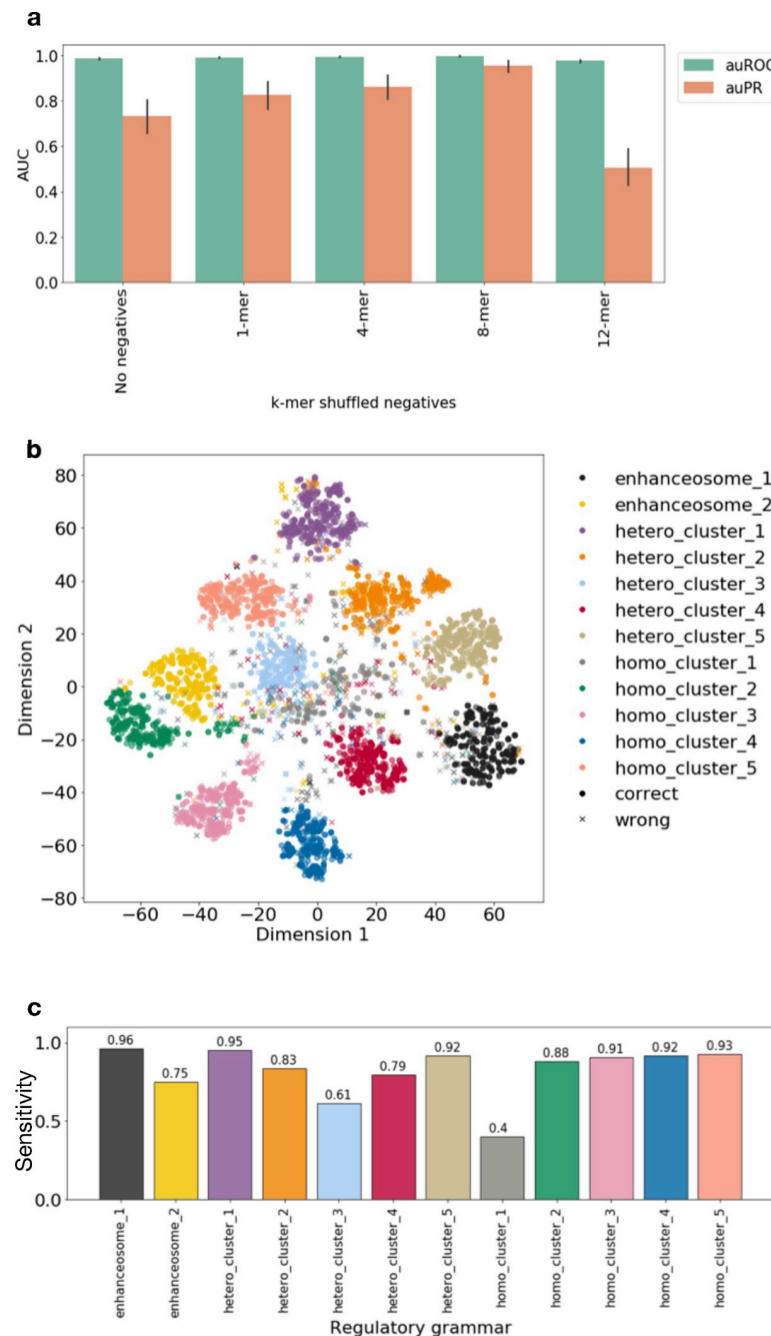 a
1.0
0.8
0.6
0.4
0.2
0.0
AUC
No negatives
1-mer
4-mer
8-mer
12-mer
k-mer shuffled negatives
auROC
auPR
b
80
60
40
20
0
−20
−40
−60
−80
Dimension 2
−60 −40 −20 0 20 40 60
Dimension 1
enhanceosome_1
enhanceosome_2
hetero_cluster_1
hetero_cluster_2
hetero_cluster_3
hetero_cluster_4
hetero_cluster_5
homo_cluster_1
homo_cluster_2
homo_cluster_3
homo_cluster_4
homo_cluster_5
correct
wrong
c
1.0
0.5
0.0
Sensitivity
0.96
0.75
0.95
0.83
0.61
0.79
0.92
0.4
0.88
0.91
0.92
0.93
enhanceosome_1
enhanceosome_2
hetero_cluster_1
hetero_cluster_2
hetero_cluster_3
hetero_cluster_4
hetero_cluster_5
homo_cluster_1
homo_cluster_2
homo_cluster_3
homo_cluster_4
homo_cluster_5
Regulatory grammar